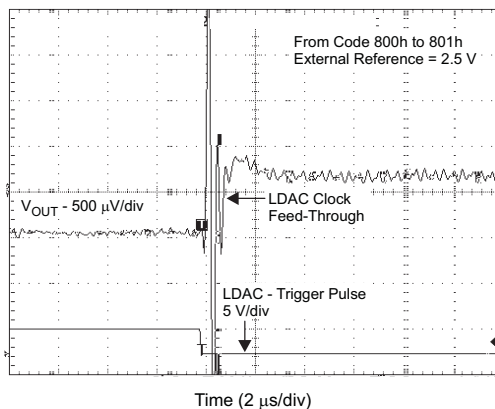 From Code 800h to 801h
External Reference = 2.5 V
V_OUT - 500 μV/div
LDAC Clock
Feed-Through
LDAC - Trigger Pulse
5 V/div
Time (2 μs/div)